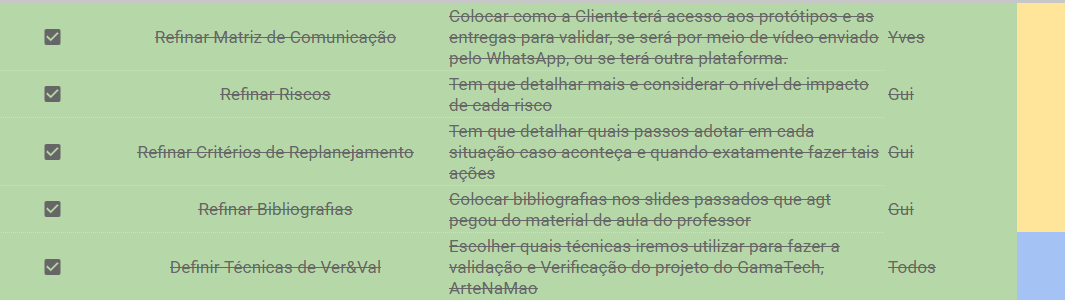 Refinar Matriz de Comunicação
Colocar como a Cliente terá acesso aos protótipos e as
entregas para validar, se será por meio de vídeo enviado
pelo WhatsApp, ou se terá outra plataforma.
Yves
Refinar Riscos
Tem que detalhar mais e considerar o nível de impacto
de cada risco
Gui
Refinar Critérios de Replanejamento
Tem que detalhar quais passos adotar em cada
situação caso aconteça e quando exatamente fazer tais
ações
Gui
Refinar Bibliografias
Colocar bibliografias nos slides passados que agt
pegou do material de aula do professor
Gui
Definir Técnicas de Ver&Val
Escolher quais técnicas iremos utilizar para fazer a
validação e Verificação do projeto do GamaTech,
ArteNaMao
Todos